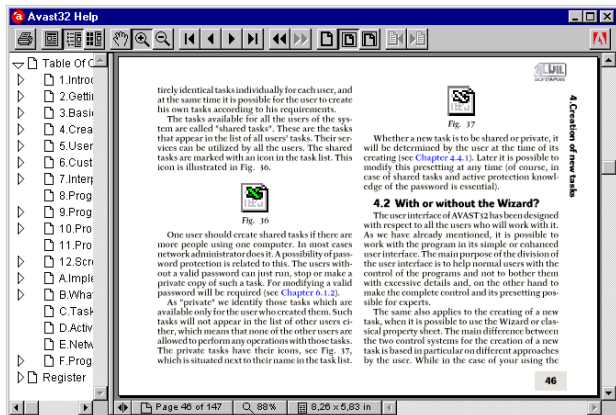 Avast32 Help
Table Of C
1.Introc
2.Gettin
3.Basi
4.Crea
5.User
6.Cust
7.Interp
8.Prog
9.Prog
10.Pro
11.Pro
12.Scr
A.Imple
B.What
C.Task
D.Activ
E.Netw
F.Prog
Register
tirely identical tasks individually for each user, and
at the same time it is possible for the user to create
his own tasks according to his requirements.
The tasks available for all the users of the sys-
tem are called "shared tasks". These are the tasks
that appear in the list of all users' tasks. Their ser-
vices can be utilized by all the users. The shared
tasks are marked with an icon in the task list. This
icon is illustrated in Fig. 36.
Fig. 36
One user should create shared tasks if there are
more people using one computer. In most cases
network administrator does it. A possibility of pass-
word protection is related to this. The users with-
out a valid password can just run, stop or make a
private copy of such a task. For modifying a valid
password will be required (see Chapter 6.1.2).
As "private" we identify those tasks which are
available only for the user who created them. Such
tasks will not appear in the list of other users ei-
ther, which means that none of the other users are
allowed to perform any operations with those tasks.
The private tasks have their icons, see Fig. 37,
which is situated next to their name in the task list.
Fig. 37
Whether a new task is to be shared or private, it
will be determined by the user at the time of its
creating (see Chapter 4.4.1). Later it is possible to
modify this presetting at any time (of course, in
case of shared tasks and active protection knowl-
edge of the password is essential).
4.2 With or without the Wizard?
The user interface of AVAST32 has been designed
with respect to all the users who will work with it.
As we have already mentioned, it is possible to
work with the program in its simple or enhanced
user interface. The main purpose of the division of
the user interface is to help normal users with the
control of the programs and not to bother them
with excessive details and, on the other hand to
make the complete control and its presetting pos-
sible for experts.
The same also applies to the creating of a new
task, when it is possible to use the Wizard or clas-
sical property sheet. The main difference between
the two control systems for the creation of a new
task is based in particular on different approaches
by the user. While in the case of your using the
ALWIL
4.Creation of new tasks
46
Page 46 of 147
88%
8,26 x 5,83 in